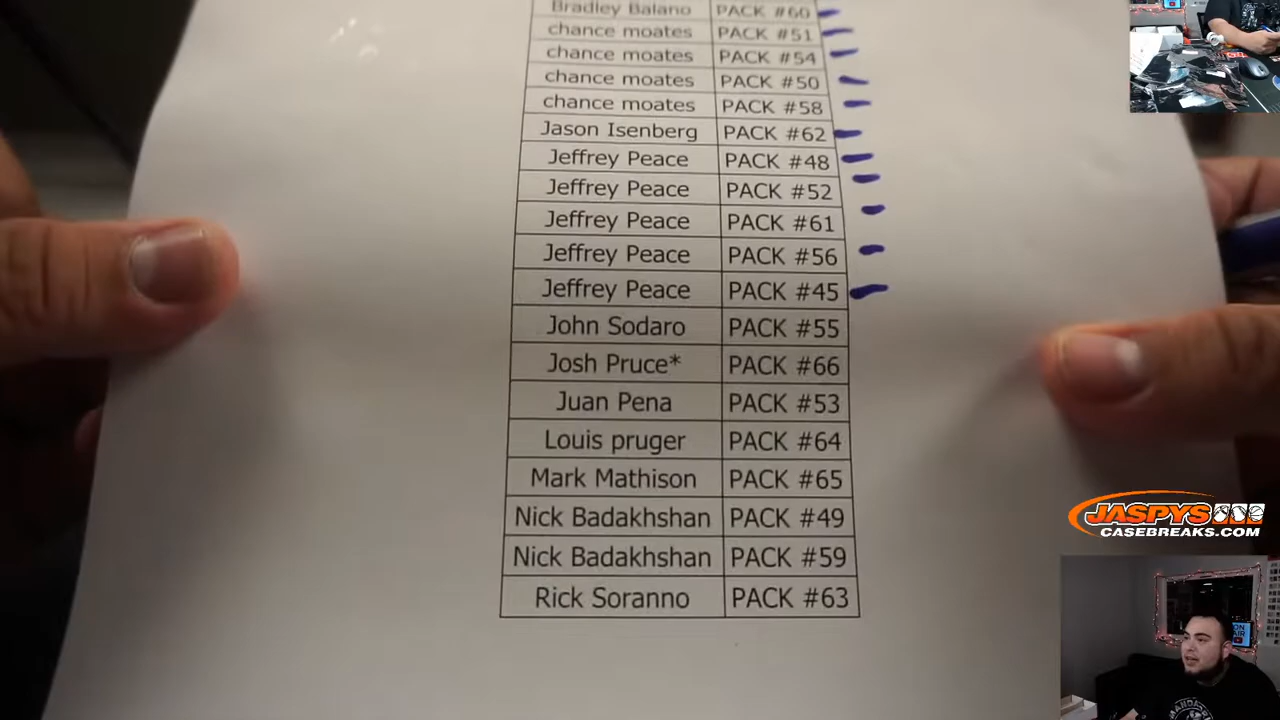 Bradley Balano PACK #60
chance moates PACK #51
chance moates PACK #54
chance moates PACK #50
chance moates PACK #58
Jason Isenberg PACK #62
Jeffrey Peace PACK #48
Jeffrey Peace PACK #52
Jeffrey Peace PACK #61
Jeffrey Peace PACK #56
Jeffrey Peace PACK #45
John Sodaro PACK #55
Josh Pruce* PACK #66
Juan Pena PACK #53
Louis pruger PACK #64
Mark Mathison PACK #65
Nick Badakhshan PACK #49
Nick Badakhshan PACK #59
Rick Soranno PACK #63
JASPYS
CASEBREAKS.COM
ON
AIR